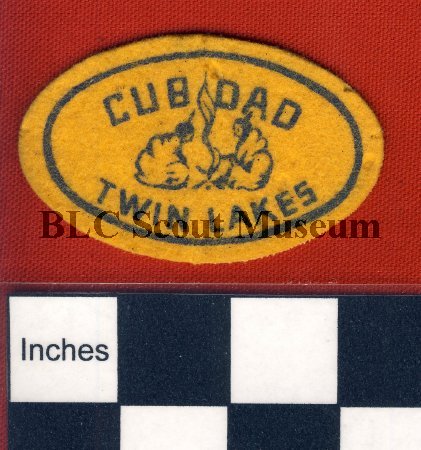 CUB DAD
TWIN LAKES
BLC Scout Museum
Inches